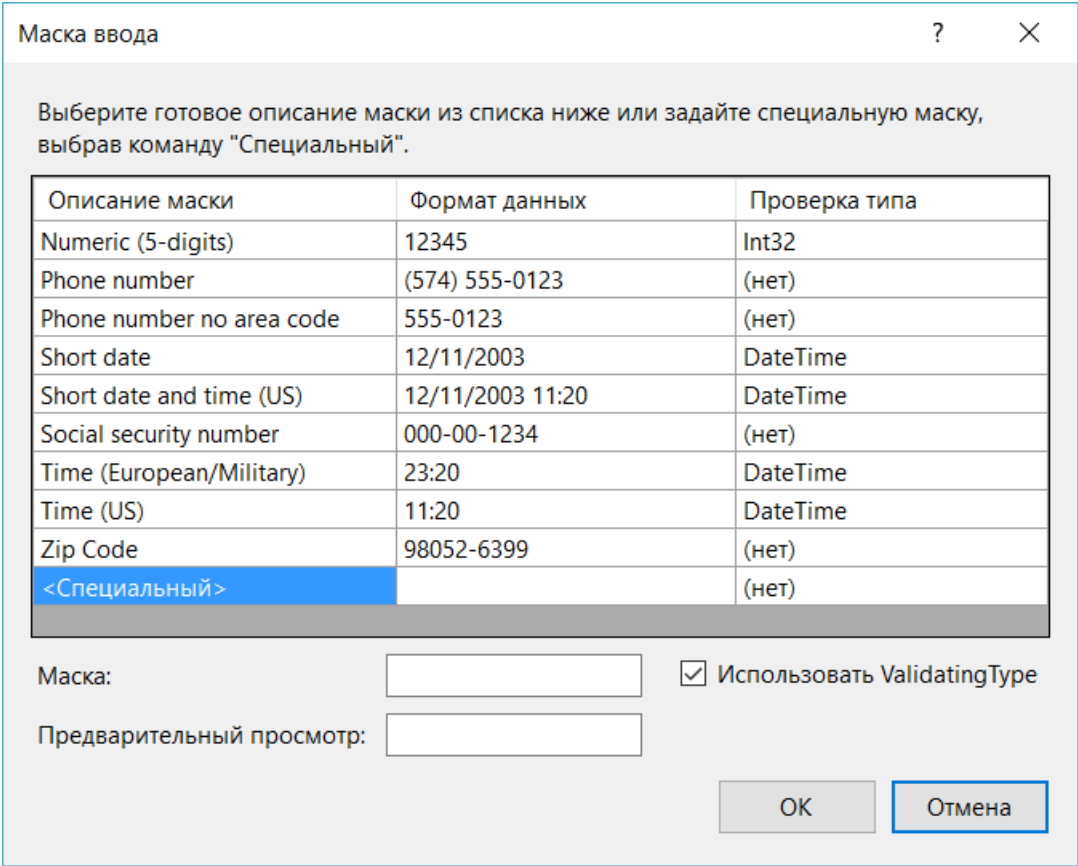 Маска ввода ?
Выберите готовое описание маски из списка ниже или задайте специальную маску,
выбрав команду "Специальный".
Описание маски Формат данных Проверка типа
Numeric (5-digits) 12345 Int32
Phone number (574) 555-0123 (нет)
Phone number no area code 555-0123 (нет)
Short date 12/11/2003 DateTime
Short date and time (US) 12/11/2003 11:20 DateTime
Social security number 000-00-1234 (нет)
Time (European/Military) 23:20 DateTime
Time (US) 11:20 DateTime
Zip Code 98052-6399 (нет)
<Специальный> (нет)
Маска: Использовать ValidatingType
Предварительный просмотр:
ОК Отмена